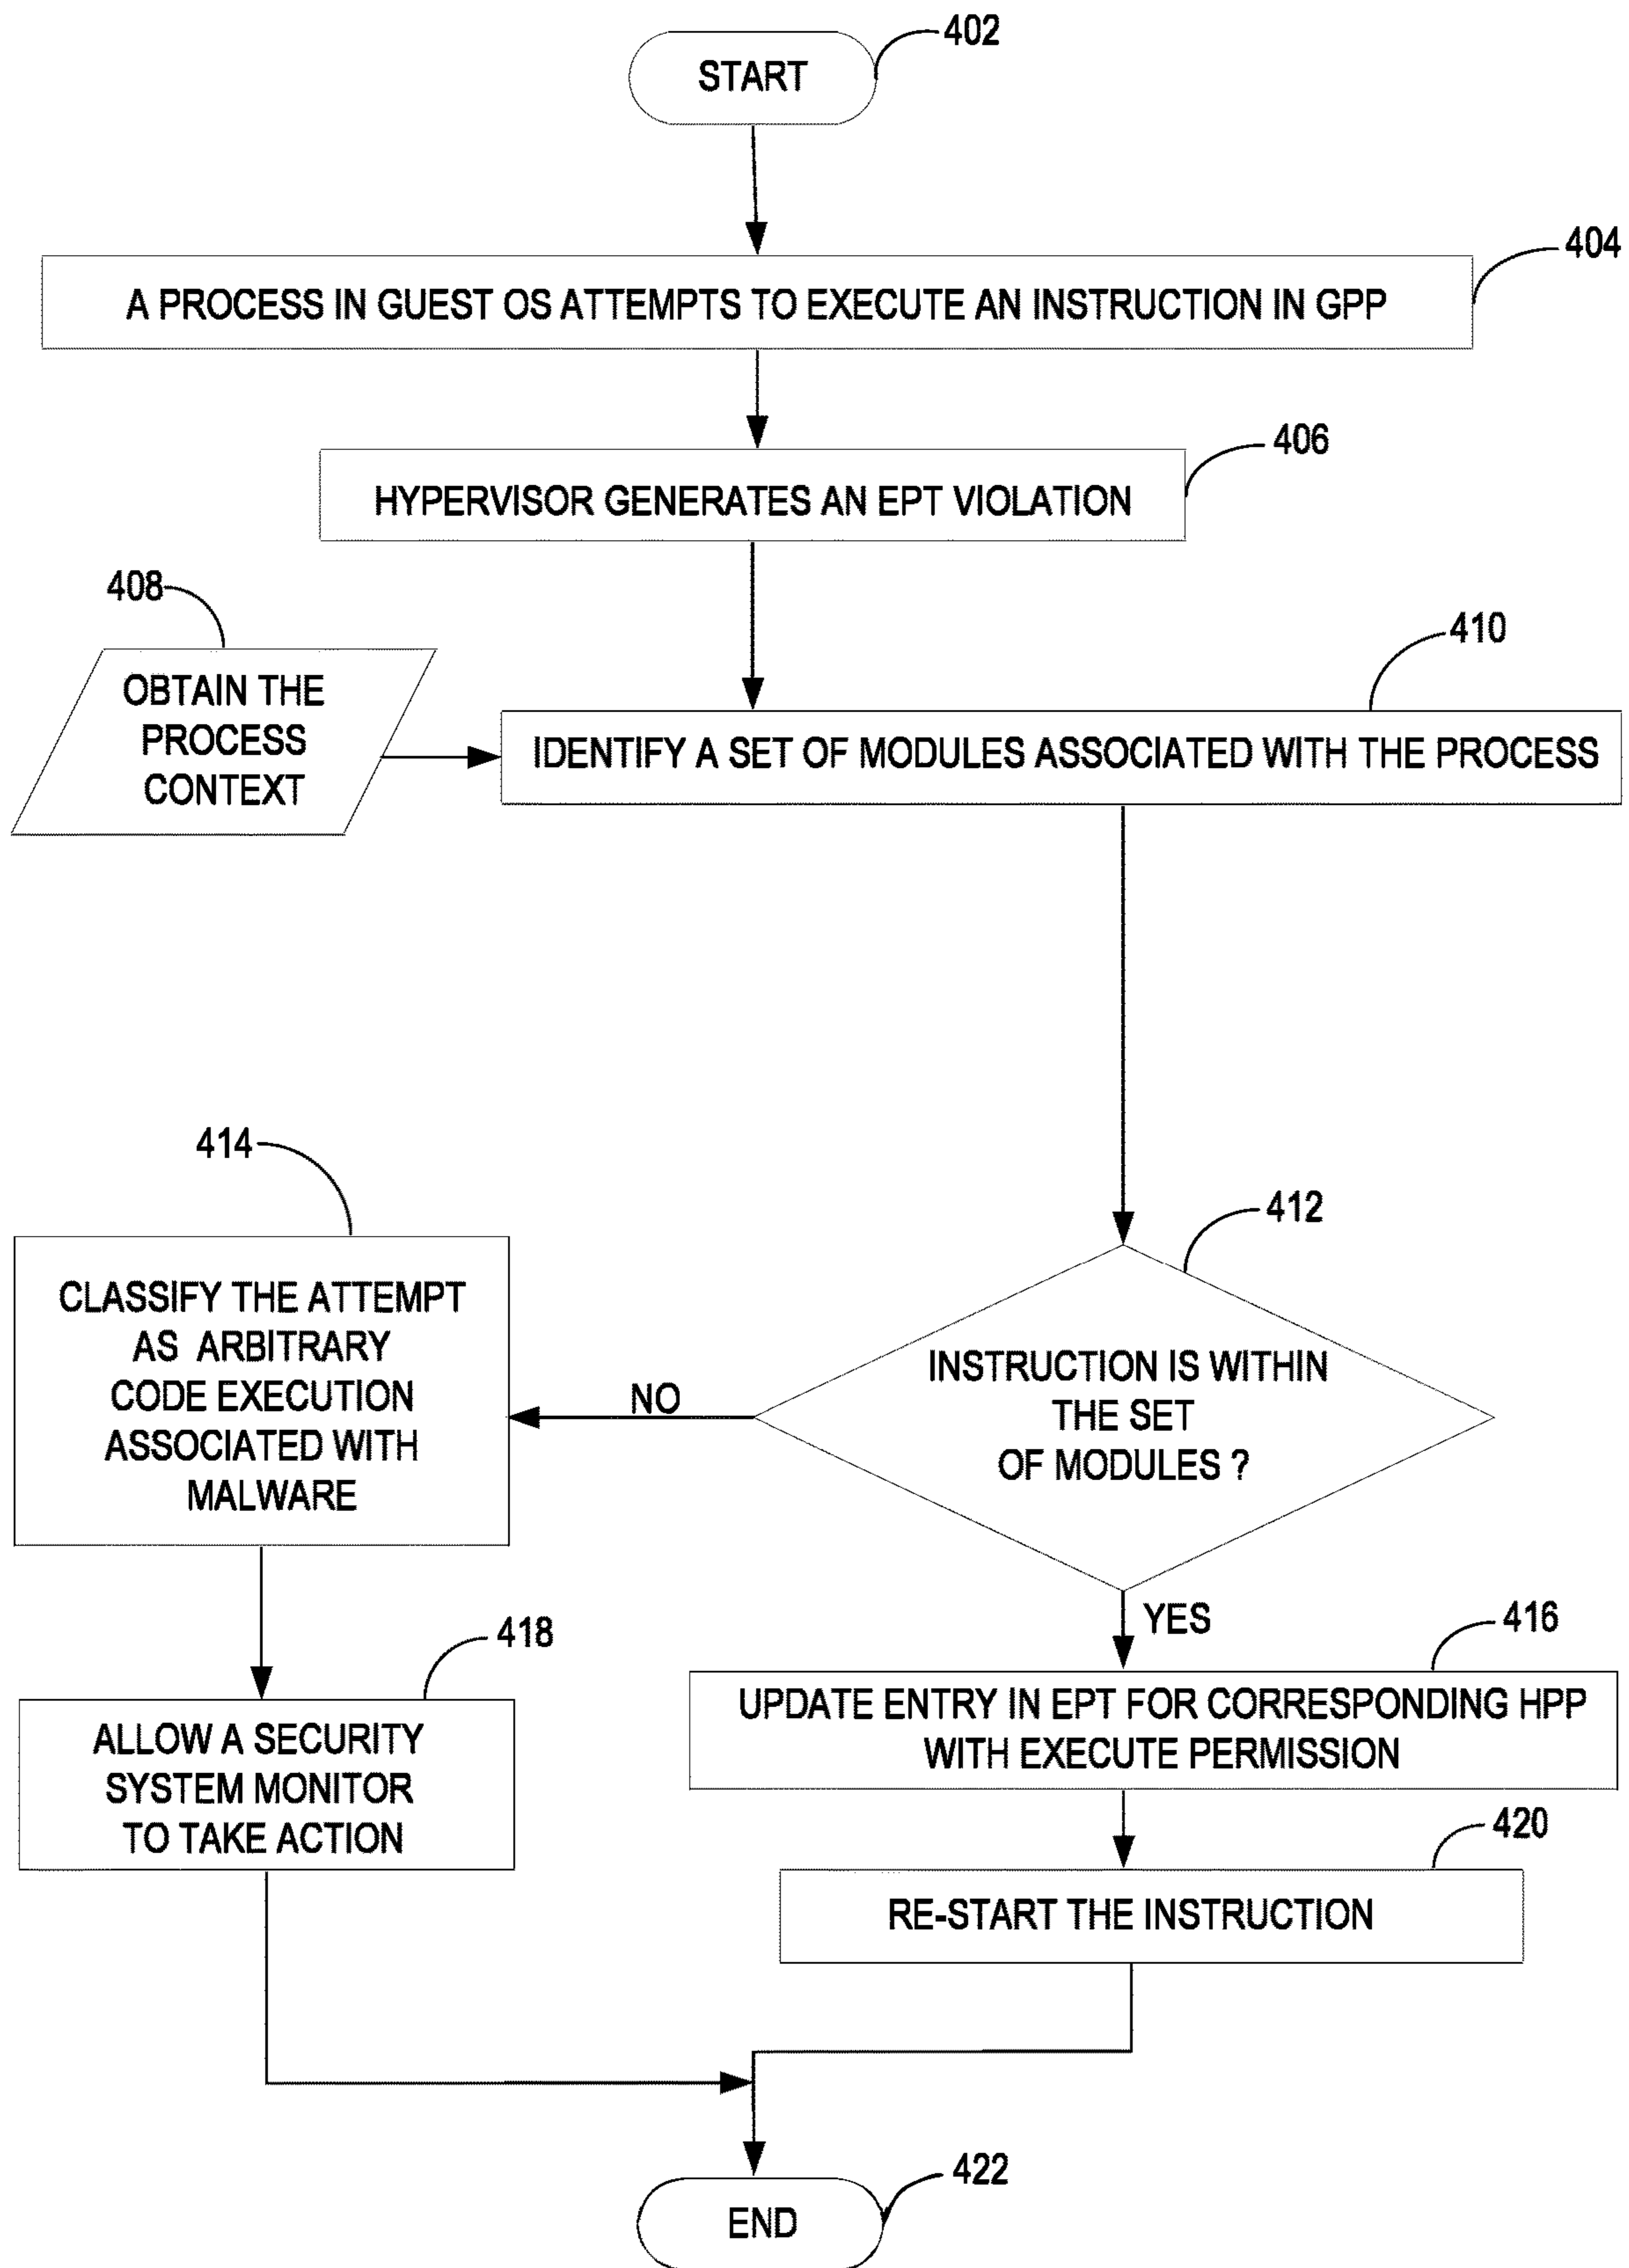 402
START
404
A PROCESS IN GUEST OS ATTEMPTS TO EXECUTE AN INSTRUCTION IN GPP
406
HYPERVISOR GENERATES AN EPT VIOLATION
408
OBTAIN THE
PROCESS
CONTEXT
410
IDENTIFY A SET OF MODULES ASSOCIATED WITH THE PROCESS
412
INSTRUCTION IS WITHIN
THE SET
OF MODULES ?
NO
414
CLASSIFY THE ATTEMPT
AS ARBITRARY
CODE EXECUTION
ASSOCIATED WITH
MALWARE
YES
416
UPDATE ENTRY IN EPT FOR CORRESPONDING HPP
WITH EXECUTE PERMISSION
418
ALLOW A SECURITY
SYSTEM MONITOR
TO TAKE ACTION
420
RE-START THE INSTRUCTION
422
END